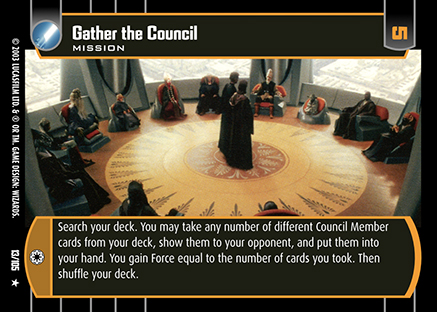 Gather the Council
MISSION
5
© 2003 LUCASFILM LTD. & ® OR TM. GAME DESIGN: WIZARDS.
Search your deck. You may take any number of different Council Member
cards from your deck, show them to your opponent, and put them into
your hand. You gain Force equal to the number of cards you took. Then
shuffle your deck.
13/105